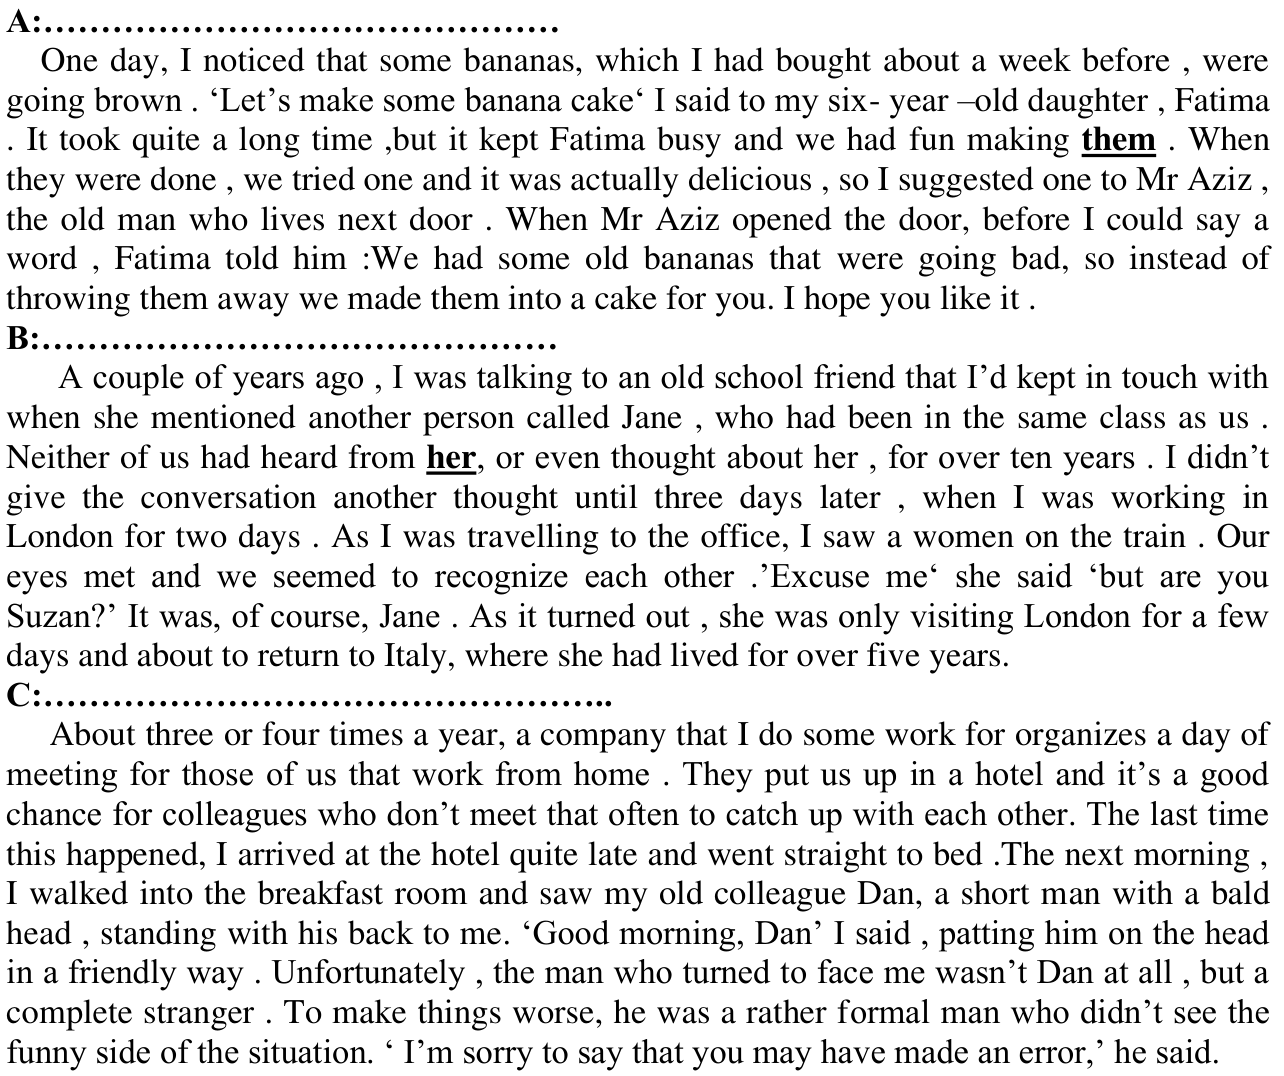 A:………………………………………
One day, I noticed that some bananas, which I had bought about a week before , were
going brown . ‘Let’s make some banana cake‘ I said to my six- year –old daughter , Fatima
. It took quite a long time ,but it kept Fatima busy and we had fun making them . When
they were done , we tried one and it was actually delicious , so I suggested one to Mr Aziz ,
the old man who lives next door . When Mr Aziz opened the door, before I could say a
word , Fatima told him :We had some old bananas that were going bad, so instead of
throwing them away we made them into a cake for you. I hope you like it .
B:………………………………………
A couple of years ago , I was talking to an old school friend that I’d kept in touch with
when she mentioned another person called Jane , who had been in the same class as us .
Neither of us had heard from her, or even thought about her , for over ten years . I didn’t
give the conversation another thought until three days later , when I was working in
London for two days . As I was travelling to the office, I saw a women on the train . Our
eyes met and we seemed to recognize each other .’Excuse me‘ she said ‘but are you
Suzan?’ It was, of course, Jane . As it turned out , she was only visiting London for a few
days and about to return to Italy, where she had lived for over five years.
C:…………………………………………..
About three or four times a year, a company that I do some work for organizes a day of
meeting for those of us that work from home . They put us up in a hotel and it’s a good
chance for colleagues who don’t meet that often to catch up with each other. The last time
this happened, I arrived at the hotel quite late and went straight to bed .The next morning ,
I walked into the breakfast room and saw my old colleague Dan, a short man with a bald
head , standing with his back to me. ‘Good morning, Dan’ I said , patting him on the head
in a friendly way . Unfortunately , the man who turned to face me wasn’t Dan at all , but a
complete stranger . To make things worse, he was a rather formal man who didn’t see the
funny side of the situation. ‘ I’m sorry to say that you may have made an error,’ he said.